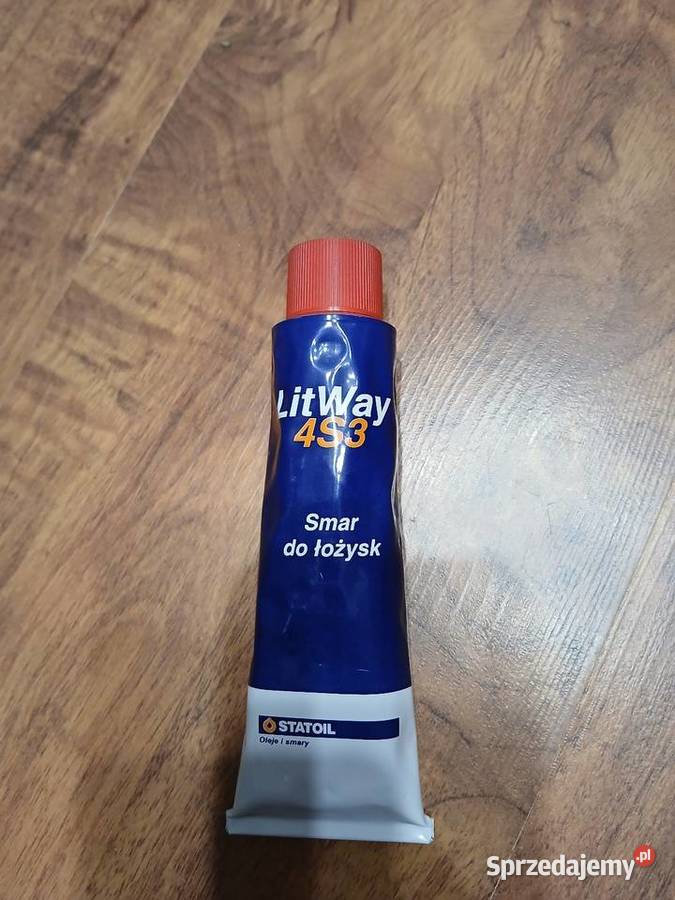 LitWay
4S3
Smar
do łożysk
STATOIL
Oleje i smary
Sprzedajemy.pl